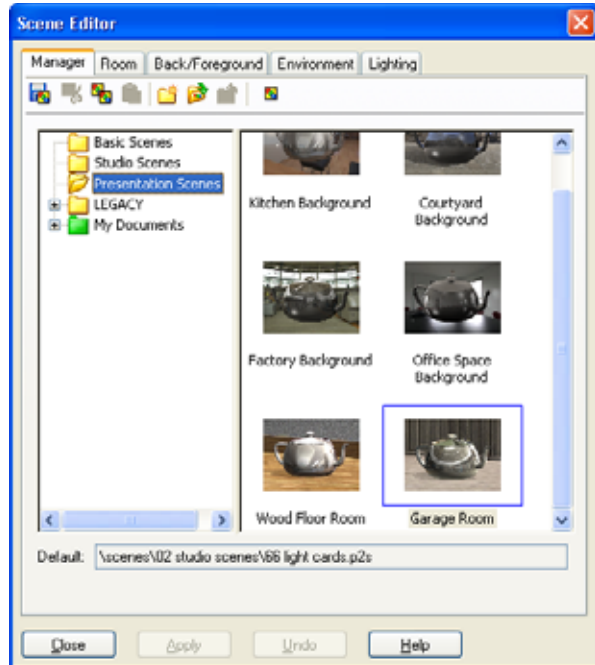 Scene Editor
Manager Room Back/Foreground Environment Lighting
Basic Scenes
Studio Scenes
Presentation Scenes
LEGACY
My Documents
Kitchen Background
Courtyard
Background
Factory Background
Office Space
Background
Wood Floor Room
Garage Room
Default: \scenes\02 studio scenes\66 light cards.p2s
Close Apply Undo Help